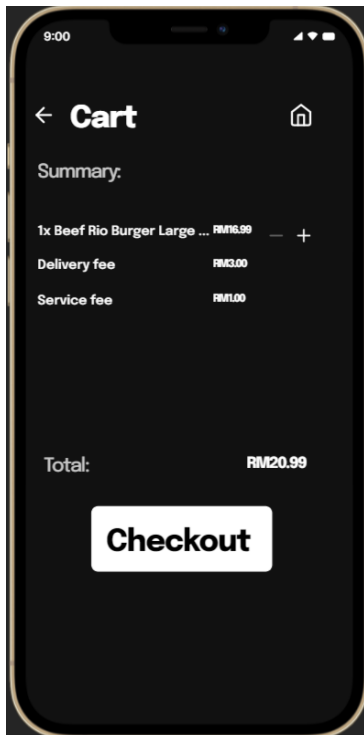 9:00
Cart
Summary:
1x Beef Rio Burger Large ... RM16.99
Delivery fee RM3.00
Service fee RM1.00
Total: RM20.99
Checkout